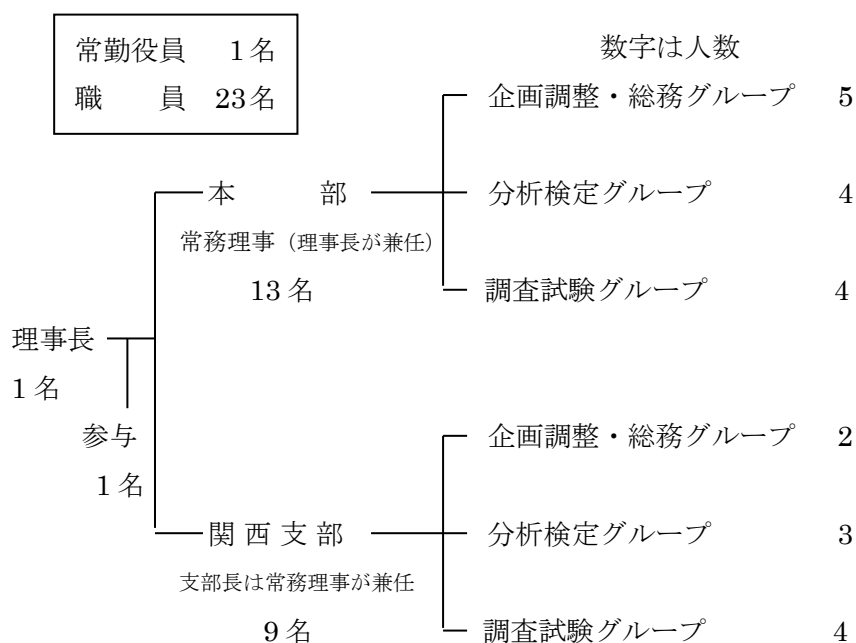 常勤役員 1名
職 員 23名
数字は人数
企画調整・総務グループ 5
本 部
分析検定グループ 4
常務理事（理事長が兼任）
13名
調査試験グループ 4
理事長
1名
参与
1名
企画調整・総務グループ 2
関西支部
分析検定グループ 3
支部長は常務理事が兼任
9名
調査試験グループ 4